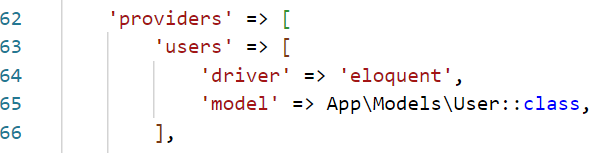 62 'providers' => [
63 'users' => [
64 'driver' => 'eloquent',
65 'model' => App\Models\User::class,
66 ],